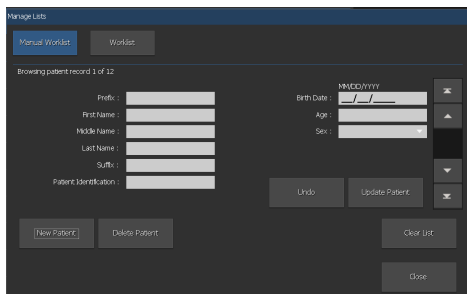 Manage Lists
Manual Worklist Worklist
Browsing patient record 1 of 12
MM/DD/YYYY
Prefix : Birth Date : __/__/____
First Name : Age :
Middle Name : Sex :
Last Name :
Suffix :
Patient Identification :
Undo Update Patient
New Patient Delete Patient Clear List
Close